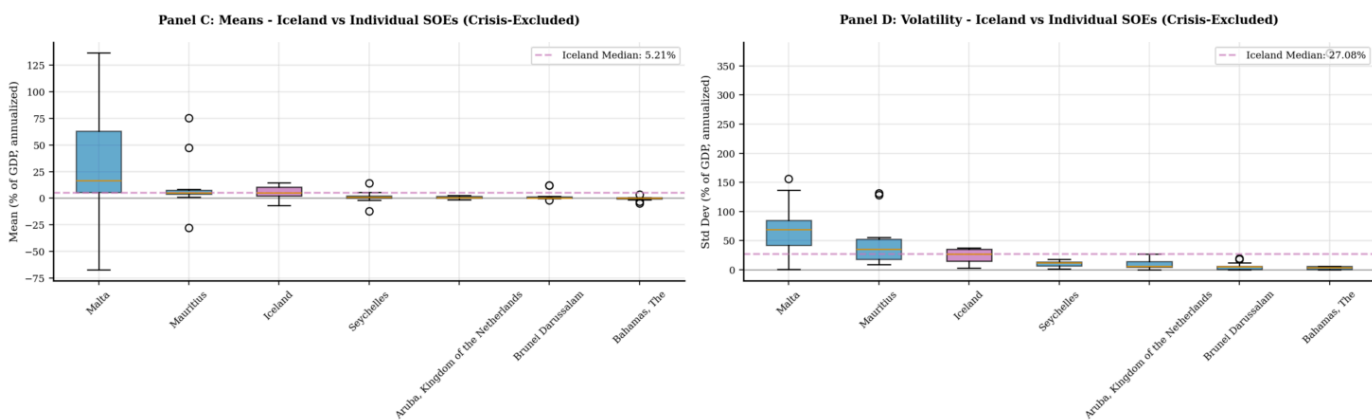 Panel C: Means - Iceland vs Individual SOEs (Crisis-Excluded)
Iceland Median: 5.21%
Mean (% of GDP, annualized)
125
100
75
50
25
0
−25
−50
−75
Malta
Mauritius
Iceland
Seychelles
Aruba, Kingdom of the Netherlands
Brunei Darussalam
Bahamas, The
Panel D: Volatility - Iceland vs Individual SOEs (Crisis-Excluded)
Iceland Median: 27.08%
Std Dev (% of GDP, annualized)
350
300
250
200
150
100
50
0
Malta
Mauritius
Iceland
Seychelles
Aruba, Kingdom of the Netherlands
Brunei Darussalam
Bahamas, The